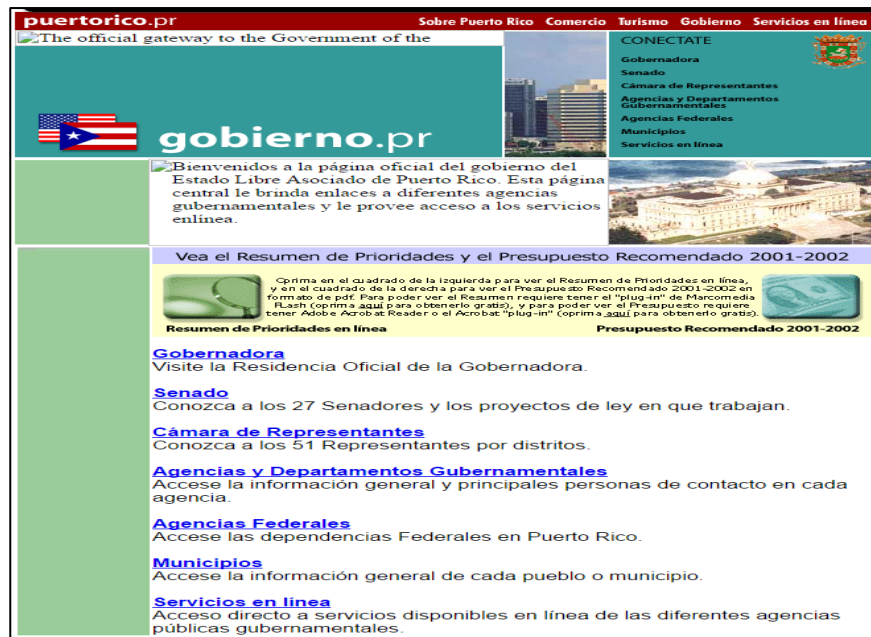 puertorico.pr
Sobre Puerto Rico Comercio Turismo Gobierno Servicios en línea
The official gateway to the Government of the
gobierno.pr
CONECTATE
Gobernadora
Senado
Cámara de Representantes
Agencias y Departamentos
Gubernamentales
Agencias Federales
Municipios
Servicios en línea
Bienvenidos a la página oficial del gobierno del
Estado Libre Asociado de Puerto Rico. Esta página
central le brinda enlaces a diferentes agencias
gubernamentales y le provee acceso a los servicios
enlínea.
Vea el Resumen de Prioridades y el Presupuesto Recomendado 2001-2002
Oprima en el cuadrado de la izquierda para ver el Resumen de Prioridades en línea,
y en el cuadrado de la derecha para ver el Presupuesto Recomendado 2001-2002 en
formato de pdf. Para poder ver el Resumen requiere tener el "plug-in" de Marcomedia
FLash (oprima aquí para obtenerlo gratis), y para poder ver el Presupuesto requiere
tener Adobe Acrobat Reader o el Acrobat "plug-in" (oprima aquí para obtenerlo gratis).
Resumen de Prioridades en línea
Presupuesto Recomendado 2001-2002
Gobernadora
Visite la Residencia Oficial de la Gobernadora.
Senado
Conozca a los 27 Senadores y los proyectos de ley en que trabajan.
Cámara de Representantes
Conozca a los 51 Representantes por distritos.
Agencias y Departamentos Gubernamentales
Accese la información general y principales personas de contacto en cada
agencia.
Agencias Federales
Accese las dependencias Federales en Puerto Rico.
Municipios
Accese la información general de cada pueblo o municipio.
Servicios en línea
Acceso directo a servicios disponibles en línea de las diferentes agencias
públicas gubernamentales.